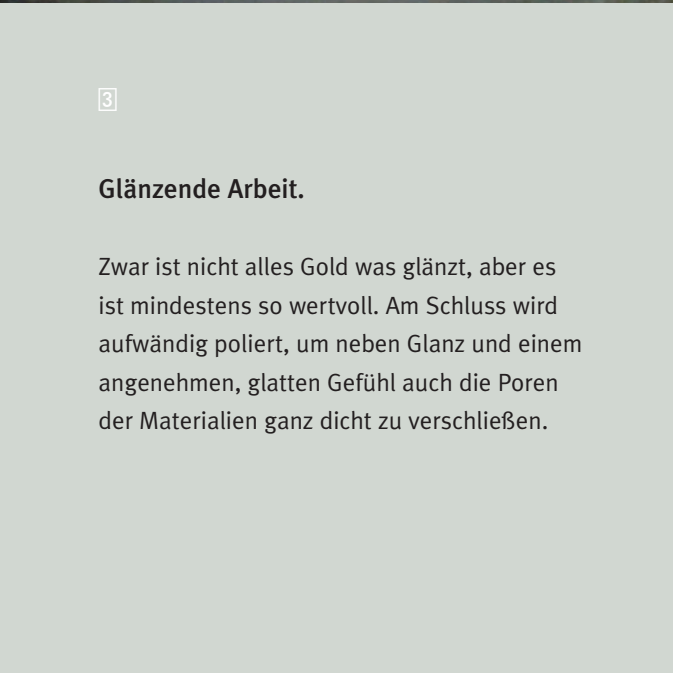 3
Glänzende Arbeit.
Zwar ist nicht alles Gold was glänzt, aber es
ist mindestens so wertvoll. Am Schluss wird
aufwändig poliert, um neben Glanz und einem
angenehmen, glatten Gefühl auch die Poren
der Materialien ganz dicht zu verschließen.